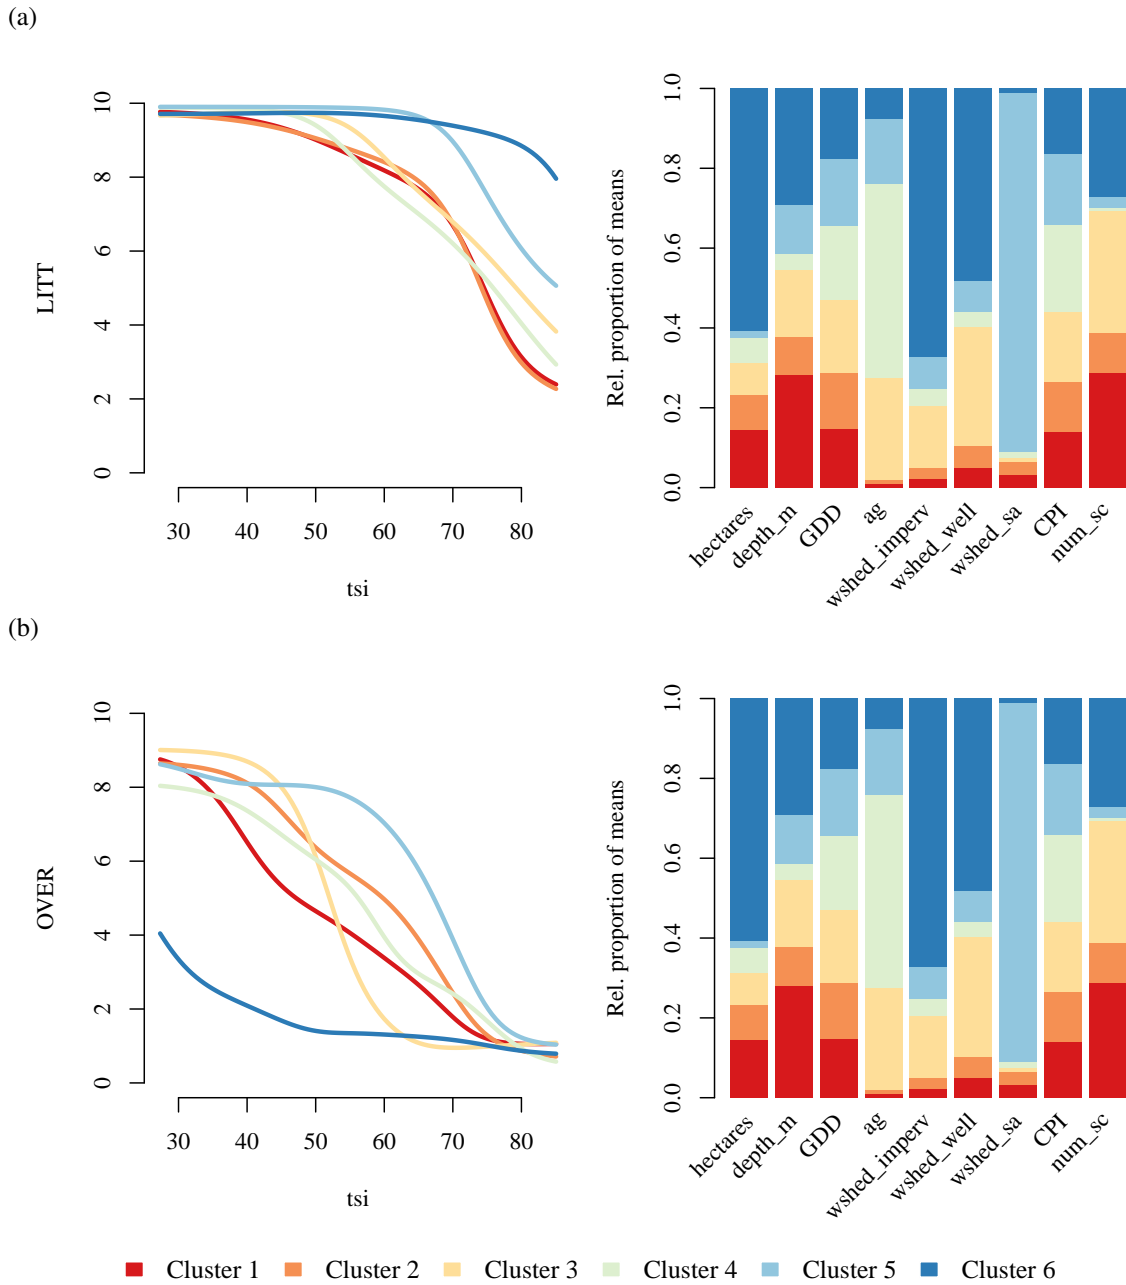 (a)
LITT
0 2 4 6 8 10
30 40 50 60 70 80
tsi
Rel. proportion of means
0.0 0.2 0.4 0.6 0.8 1.0
hectares depth_m GDD ag wshed_imperv wshed_well wshed_sa CPI num_sc
(b)
OVER
0 2 4 6 8 10
30 40 50 60 70 80
tsi
Rel. proportion of means
0.0 0.2 0.4 0.6 0.8 1.0
hectares depth_m GDD ag wshed_imperv wshed_well wshed_sa CPI num_sc
Cluster 1 Cluster 2 Cluster 3 Cluster 4 Cluster 5 Cluster 6